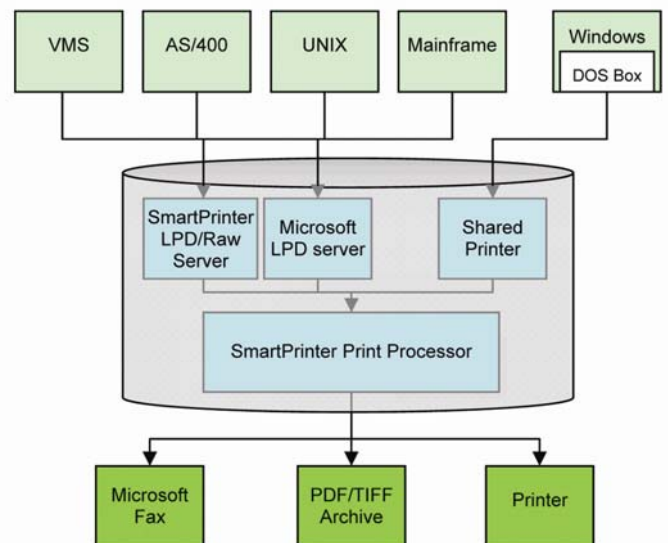 VMS
AS/400
UNIX
Mainframe
Windows
DOS Box
SmartPrinter
LPD/Raw
Server
Microsoft
LPD server
Shared
Printer
SmartPrinter Print Processor
Microsoft
Fax
PDF/TIFF
Archive
Printer